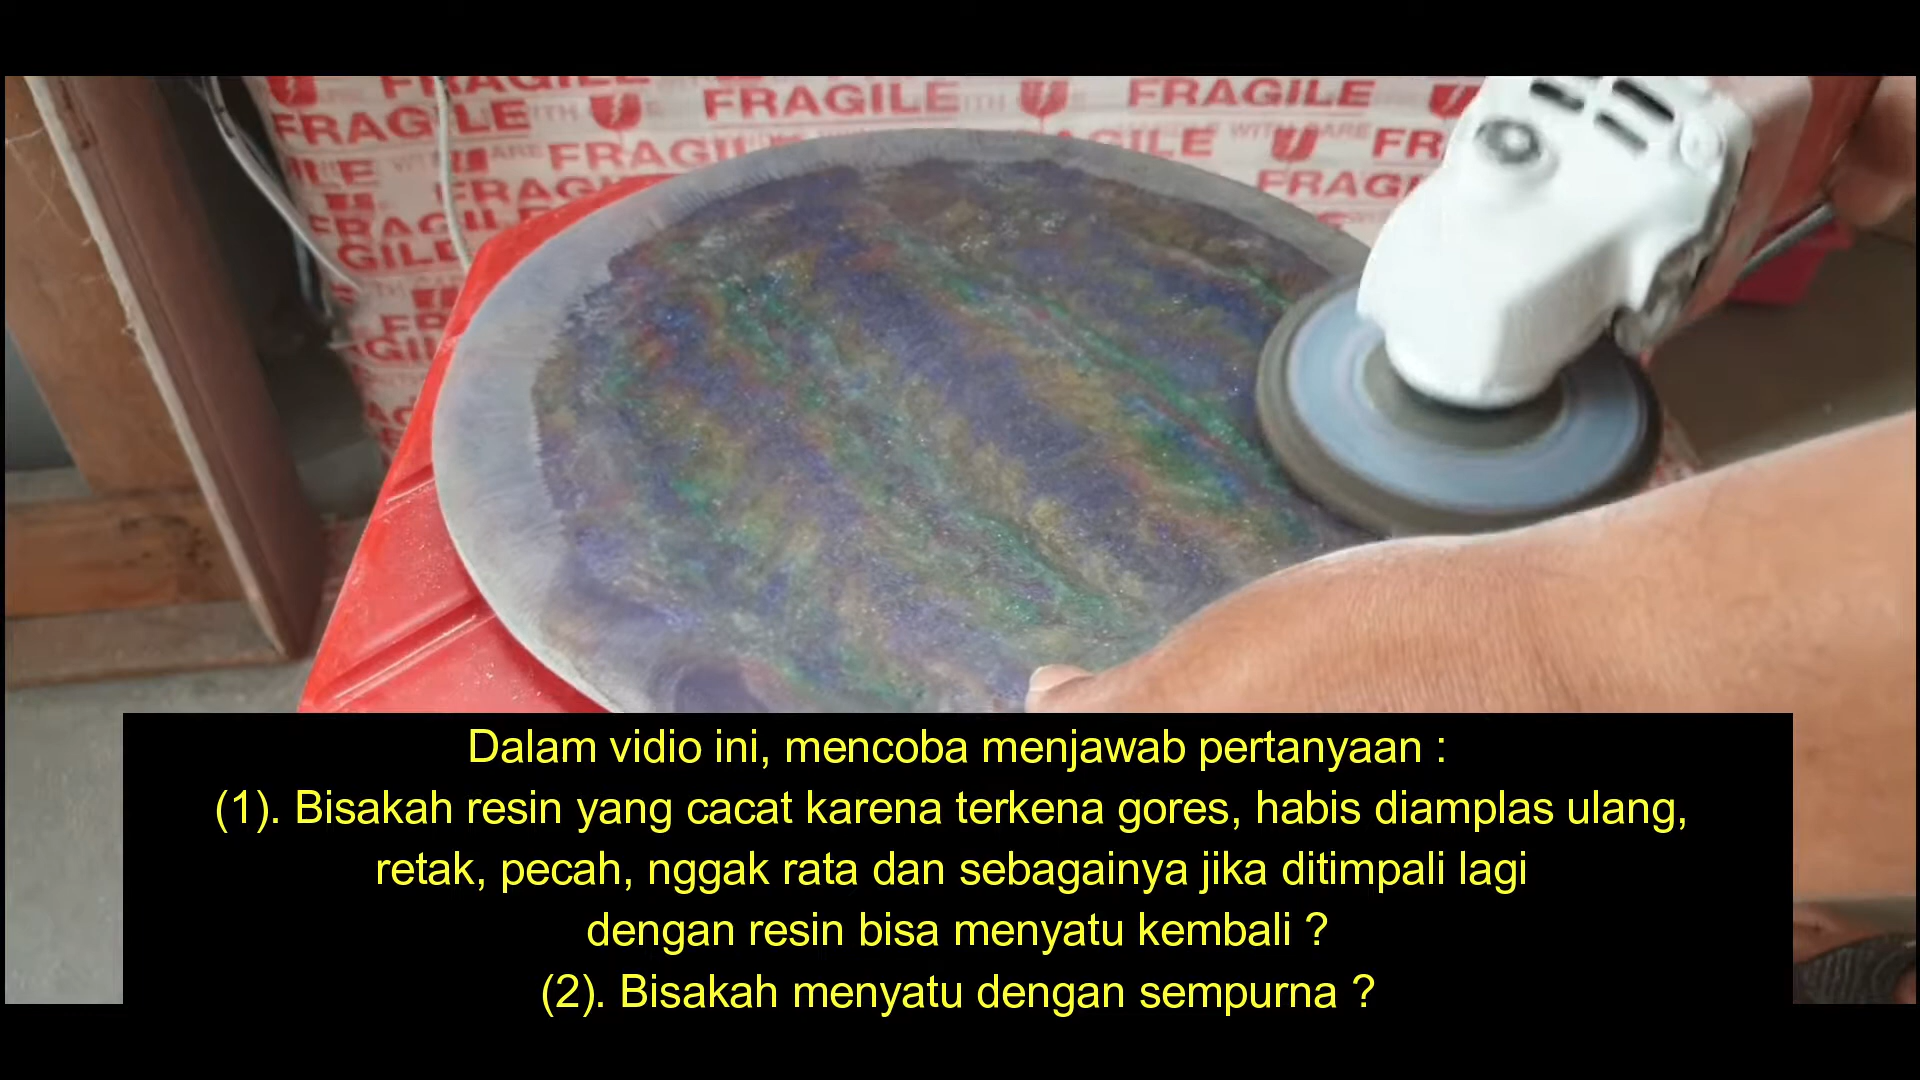 FRAGILE
FRAGILE
FRAGILE
FRAGILE
FRAGILE
Dalam vidio ini, mencoba menjawab pertanyaan :
(1). Bisakah resin yang cacat karena terkena gores, habis diamplas ulang,
retak, pecah, nggak rata dan sebagainya jika ditimpali lagi
dengan resin bisa menyatu kembali ?
(2). Bisakah menyatu dengan sempurna ?